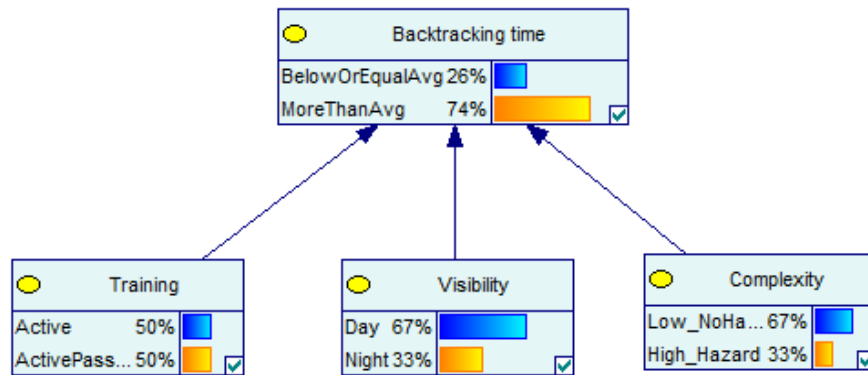 Backtracking time
BelowOrEqualAvg 26%
MoreThanAvg 74%
Training
Active 50%
ActivePass... 50%
Visibility
Day 67%
Night 33%
Complexity
Low_NoHa... 67%
High_Hazard 33%